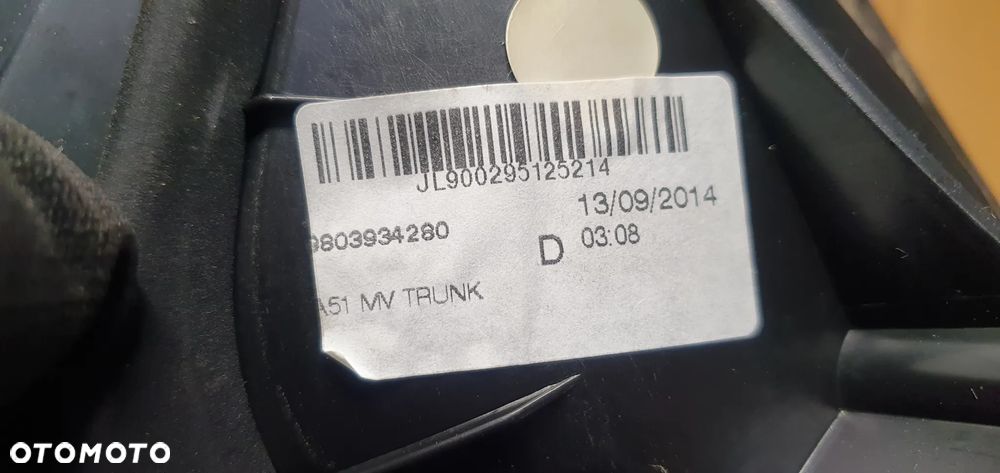 JL900295125214
13/09/2014
9803934280
D
03:08
A51 MV TRUNK
OTOMOTO